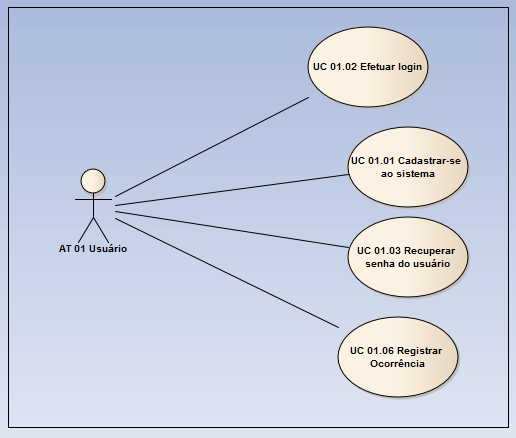 UC 01.02 Efetuar login
UC 01.01 Cadastrar-se
ao sistema
AT 01 Usuário
UC 01.03 Recuperar
senha do usuário
UC 01.06 Registrar
Ocorrência